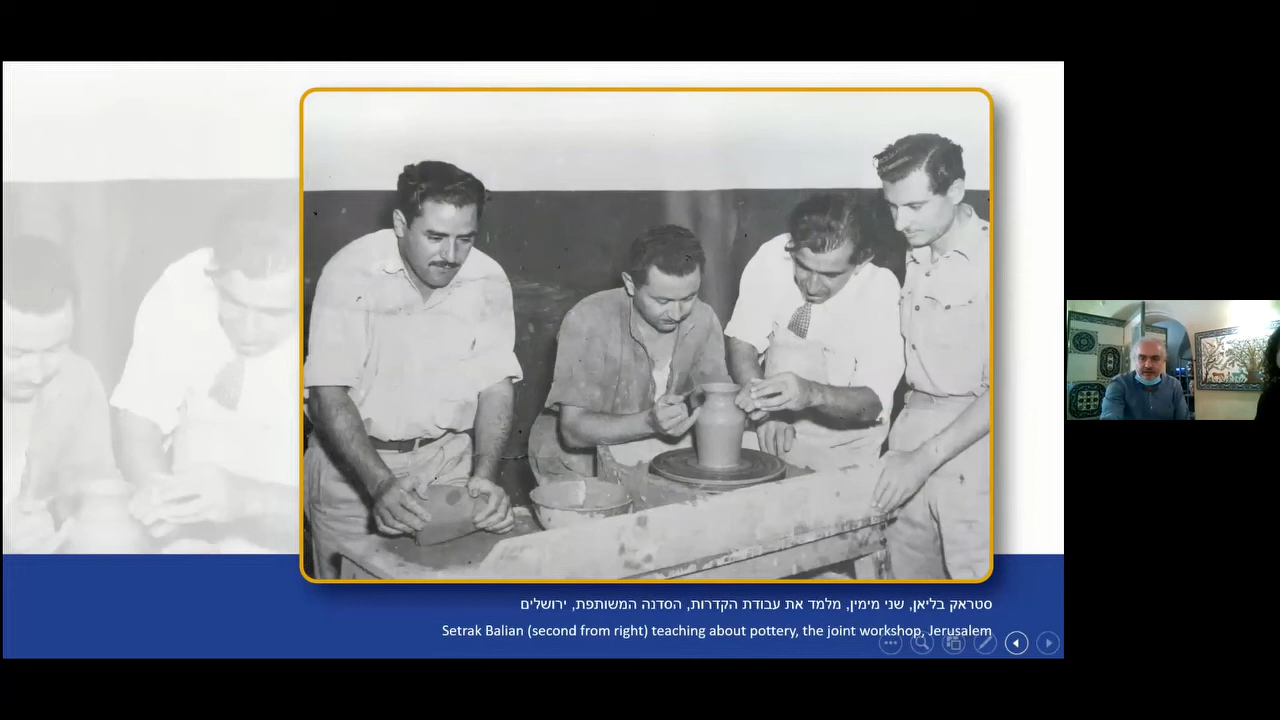 סטראק בליאן, שני מימין, מלמד את עבודת הקדרות, הסדנה המשותפת, ירושלים
Setrak Balian (second from right) teaching about pottery, the joint workshop, Jerusalem